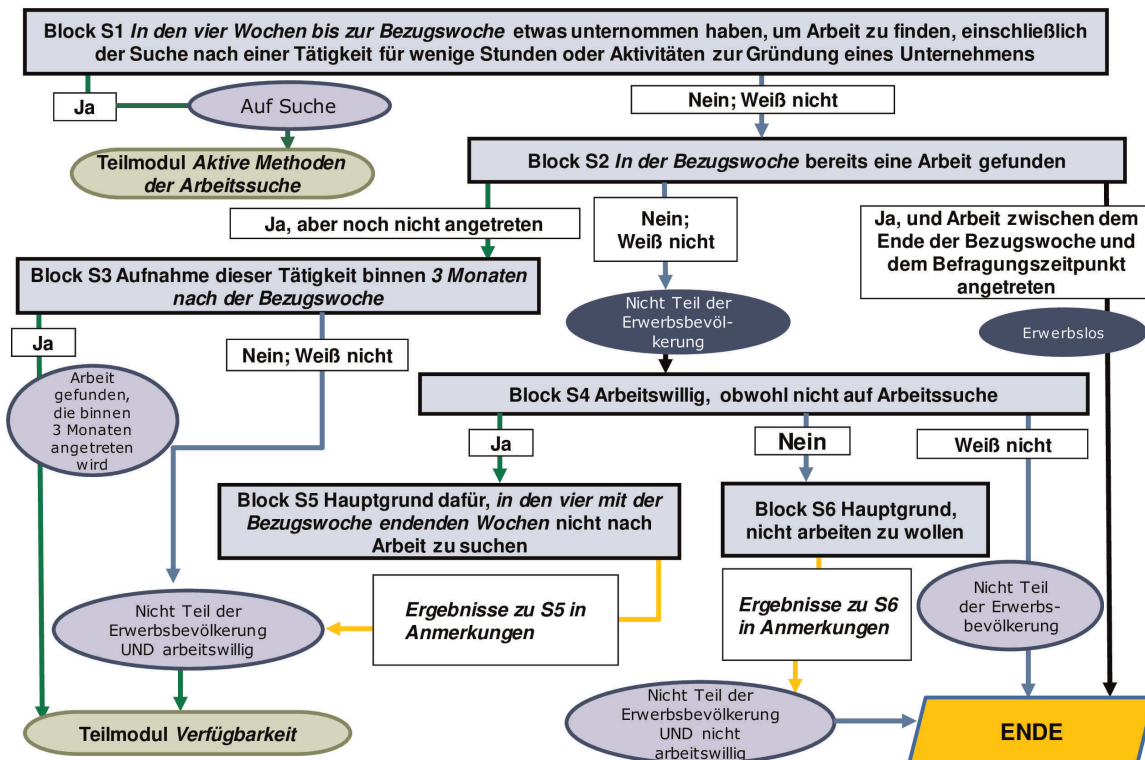 Block S1 In den vier Wochen bis zur Bezugswoche etwas unternommen haben, um Arbeit zu finden, einschließlich
der Suche nach einer Tätigkeit für wenige Stunden oder Aktivitäten zur Gründung eines Unternehmens
Ja
Auf Suche
Nein; Weiß nicht
Teilmodul Aktive Methoden
der Arbeitssuche
Block S2 In der Bezugswoche bereits eine Arbeit gefunden
Ja, aber noch nicht angetreten
Nein;
Weiß nicht
Ja, und Arbeit zwischen dem
Ende der Bezugswoche und
dem Befragungszeitpunkt
angetreten
Block S3 Aufnahme dieser Tätigkeit binnen 3 Monaten
nach der Bezugswoche
Nicht Teil der
Erwerbsbevöl-
kerung
Erwerbslos
Ja
Nein; Weiß nicht
Arbeit
gefunden,
die binnen
3 Monaten
angetreten
wird
Block S4 Arbeitswillig, obwohl nicht auf Arbeitssuche
Ja
Nein
Weiß nicht
Block S5 Hauptgrund dafür, in den vier mit der
Bezugswoche endenden Wochen nicht nach
Arbeit zu suchen
Block S6 Hauptgrund,
nicht arbeiten zu wollen
Nicht Teil der
Erwerbsbevölkerung
UND arbeitswillig
Ergebnisse zu S5 in
Anmerkungen
Ergebnisse zu S6
in Anmerkungen
Nicht Teil
der Erwerbs-
bevölkerung
Teilmodul Verfügbarkeit
Nicht Teil der
Erwerbsbevölkerung
UND nicht
arbeitswillig
ENDE